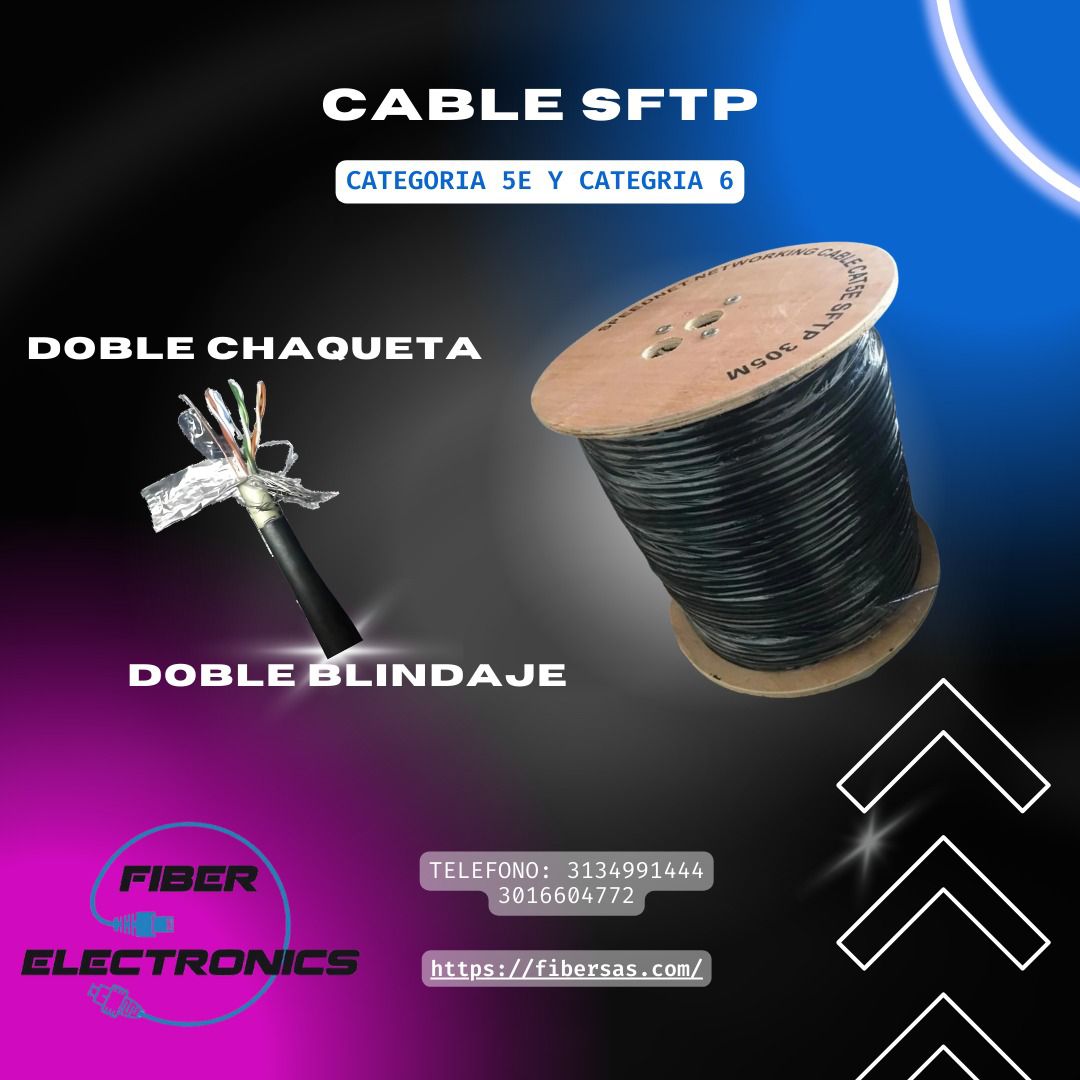 CABLE SFTP
CATEGORIA 5E Y CATEGRIA 6
SPEEDNET NETWORKING CABLE CAT5E SFTP 305M
DOBLE CHAQUETA
DOBLE BLINDAJE
FIBER
ELECTRONICS
TELEFONO: 3134991444
3016604772
https://fibersas.com/